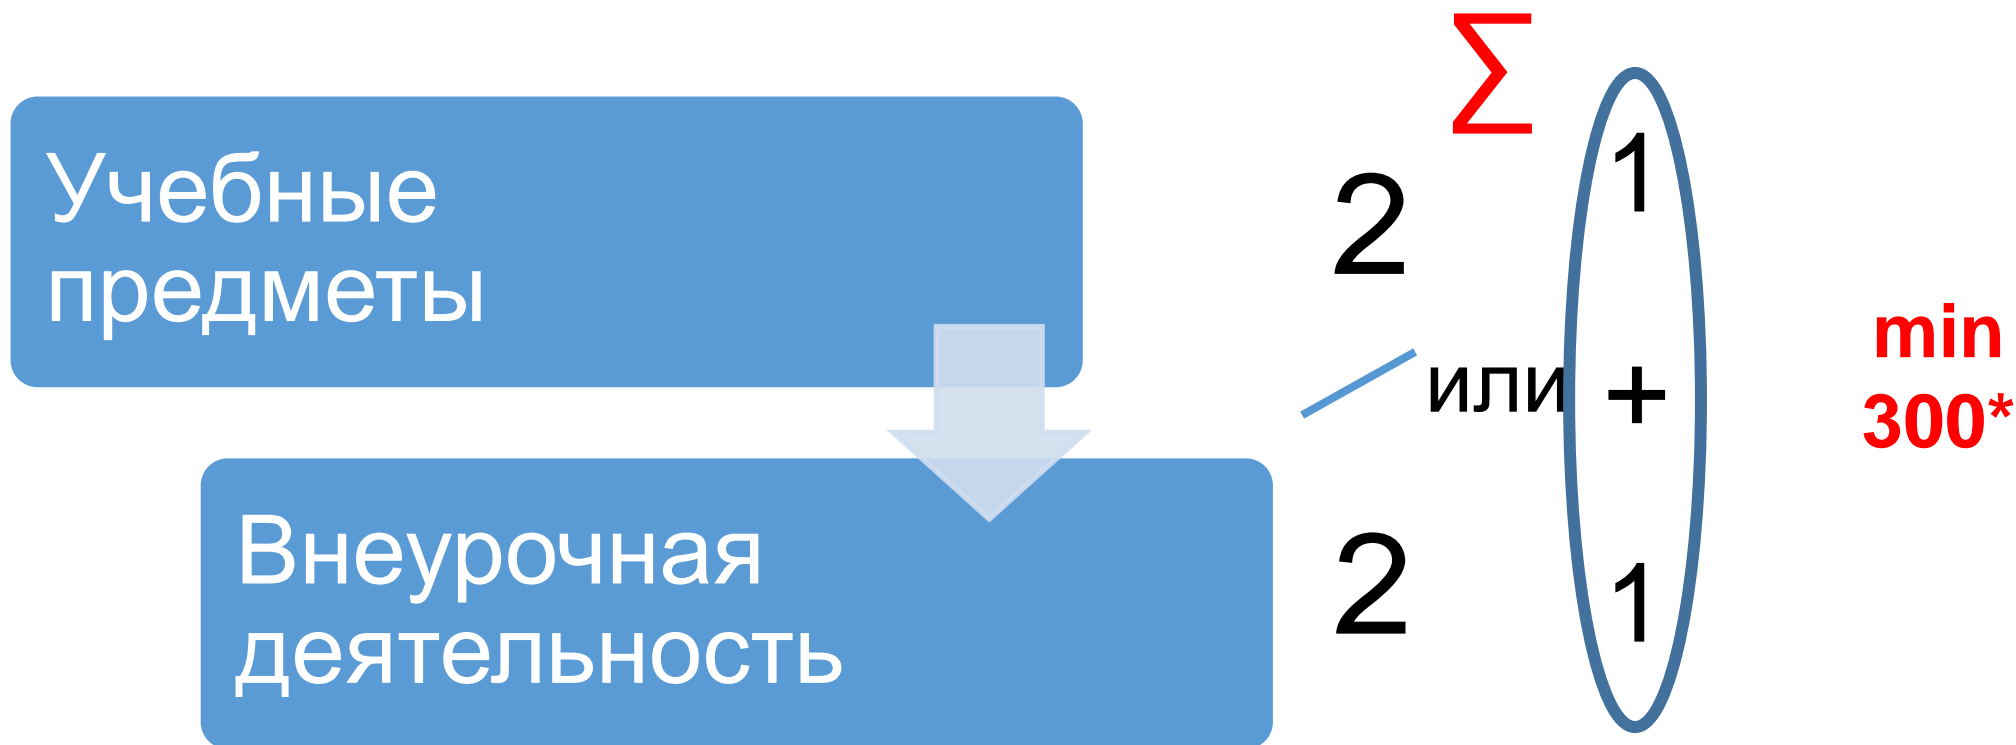 ∑
Учебные
предметы
2
1
или
+
min
300*
Внеурочная
деятельность
2
1